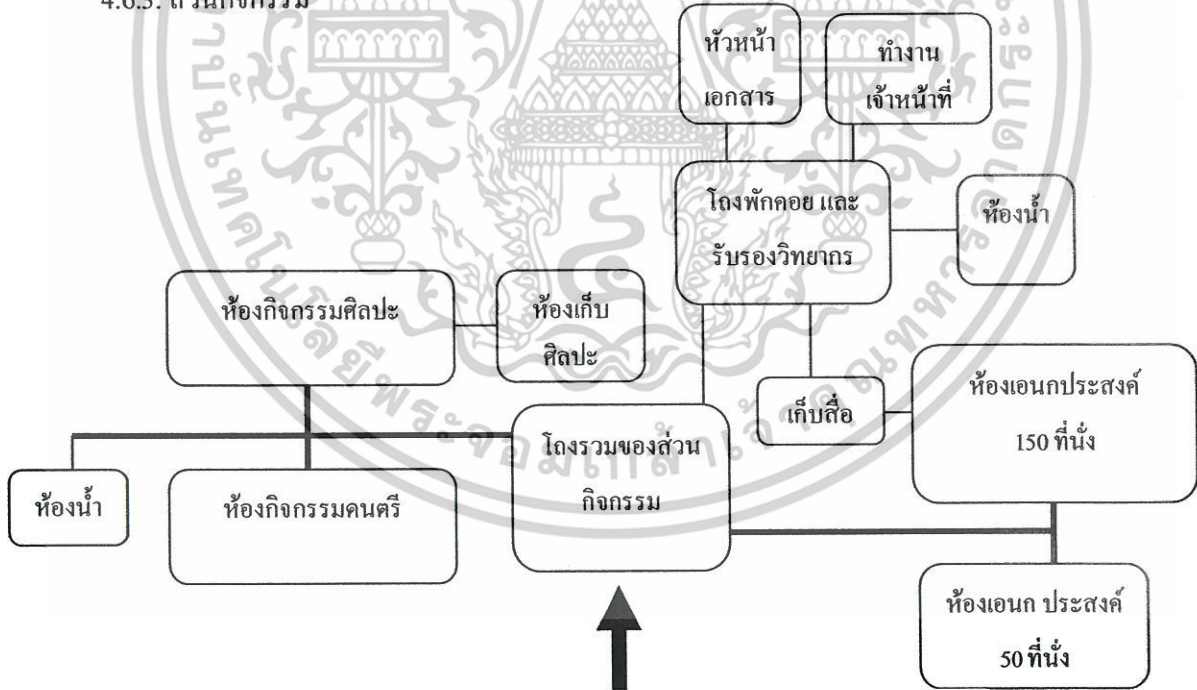 4.6.3. ส่วนกิจกรรม
หัวหน้า
เอกสาร
ทำงาน
เจ้าหน้าที่
โถงพักคอย และ
รับรองวิทยากร
ห้องน้ำ
ห้องกิจกรรมศิลปะ
ห้องเก็บ
ศิลปะ
เก็บสื่อ
ห้องเอนกประสงค์
150 ที่นั่ง
โถงรวมของส่วน
กิจกรรม
ห้องน้ำ
ห้องกิจกรรมดนตรี
ห้องเอนก ประสงค์
50 ที่นั่ง